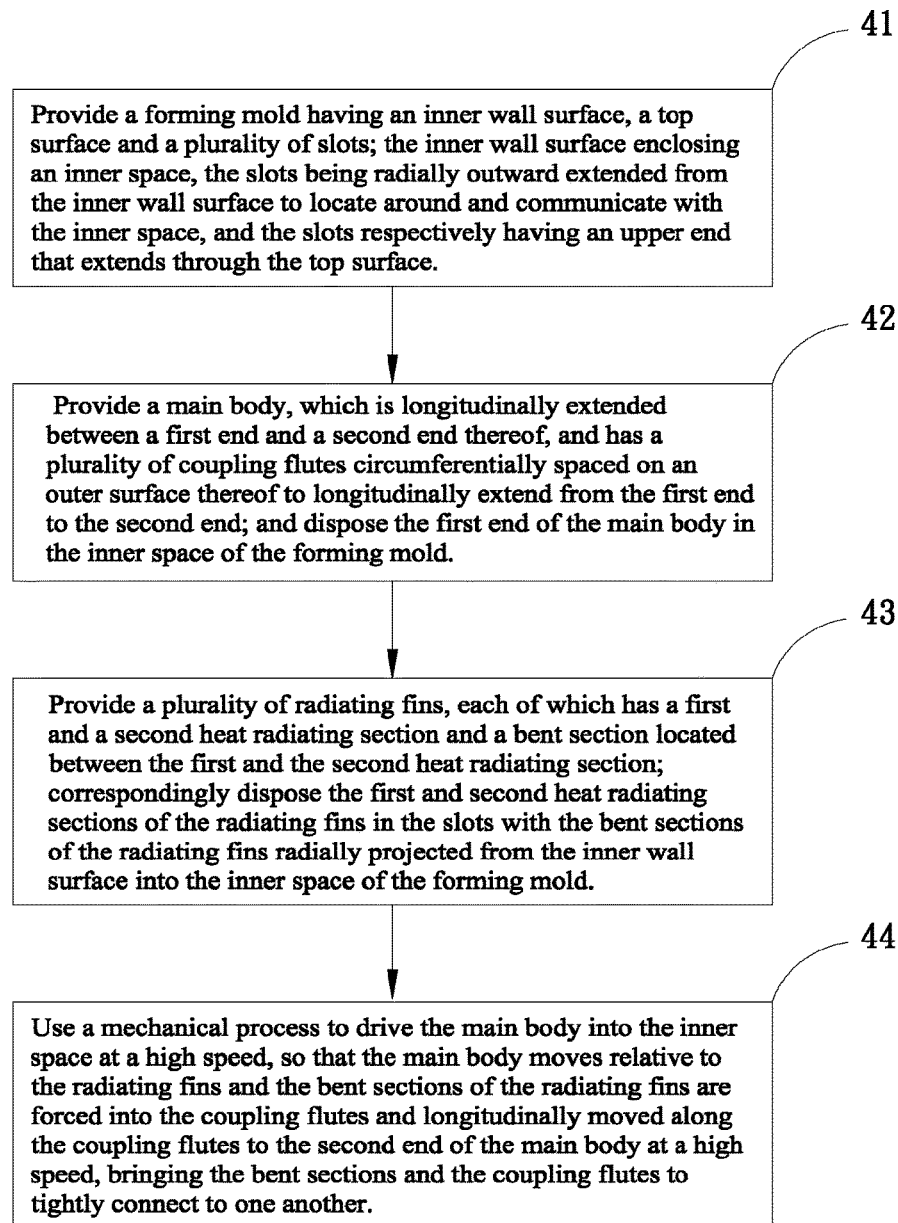 41
Provide a forming mold having an inner wall surface, a top
surface and a plurality of slots; the inner wall surface enclosing
an inner space, the slots being radially outward extended from
the inner wall surface to locate around and communicate with
the inner space, and the slots respectively having an upper end
that extends through the top surface.
42
Provide a main body, which is longitudinally extended
between a first end and a second end thereof, and has a
plurality of coupling flutes circumferentially spaced on an
outer surface thereof to longitudinally extend from the first end
to the second end; and dispose the first end of the main body in
the inner space of the forming mold.
43
Provide a plurality of radiating fins, each of which has a first
and a second heat radiating section and a bent section located
between the first and the second heat radiating section;
correspondingly dispose the first and second heat radiating
sections of the radiating fins in the slots with the bent sections
of the radiating fins radially projected from the inner wall
surface into the inner space of the forming mold.
44
Use a mechanical process to drive the main body into the inner
space at a high speed, so that the main body moves relative to
the radiating fins and the bent sections of the radiating fins are
forced into the coupling flutes and longitudinally moved along
the coupling flutes to the second end of the main body at a high
speed, bringing the bent sections and the coupling flutes to
tightly connect to one another.